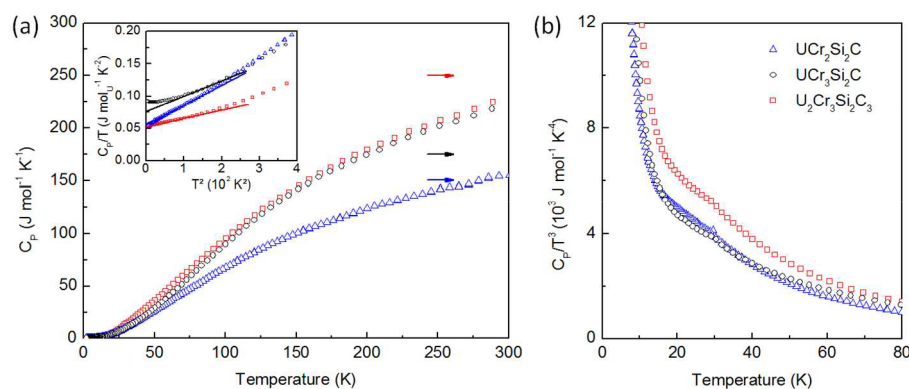 (a)
300
250
200
150
100
50
0
C_P (J mol⁻¹ K⁻¹)
0 50 100 150 200 250 300
Temperature (K)
0.20
0.15
0.10
0.05
0.00
C_P/T (J mol_U⁻¹ K⁻²)
0 1 2 3 4
T² (10² K²)
(b)
12
8
4
0
C_P/T³ (10³ J mol⁻¹ K⁻⁴)
0 20 40 60 80
Temperature (K)
UCr₂Si₂C
UCr₃Si₂C
U₂Cr₃Si₂C₃